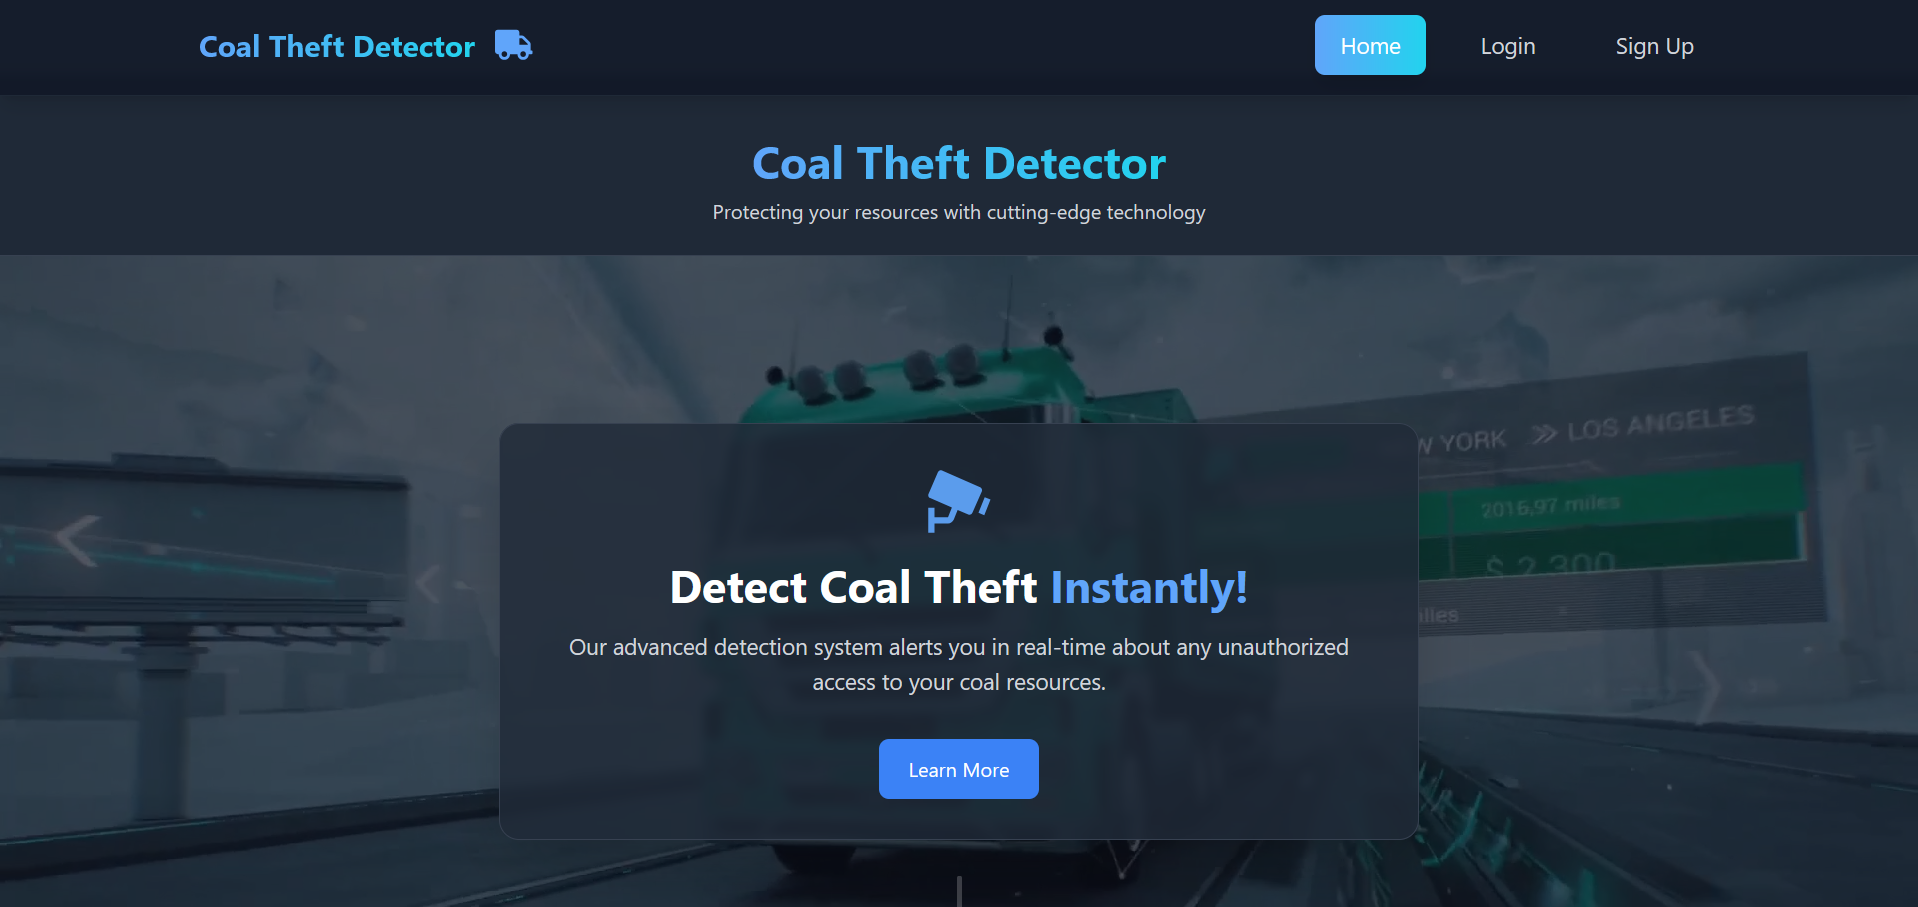 Coal Theft Detector
Home
Login
Sign Up
Coal Theft Detector
Protecting your resources with cutting-edge technology
YORK >> LOS ANGELES
2016,97 miles
$ 2 300
Detect Coal Theft Instantly!
Our advanced detection system alerts you in real-time about any unauthorized
access to your coal resources.
Learn More